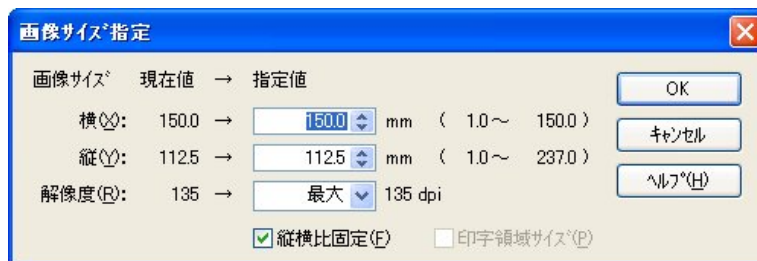 画像サイズ指定
画像サイズ 現在値 → 指定値
横(X): 150.0 → 150.0 mm ( 1.0～ 150.0 )
縦(Y): 112.5 → 112.5 mm ( 1.0～ 237.0 )
解像度(R): 135 → 最大 135 dpi
縦横比固定(F) 印字領域サイズ(P)
OK
キャンセル
ヘルプ(H)